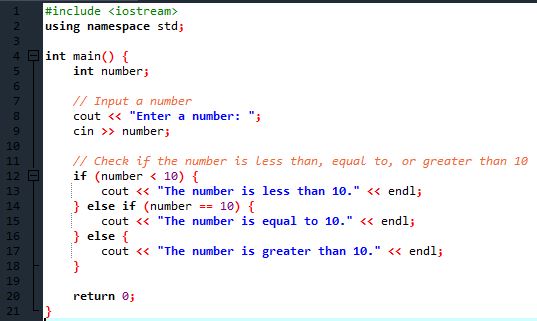 1 #include <iostream>
2 using namespace std;
3
4 int main() {
5     int number;
6
7     // Input a number
8     cout << "Enter a number: ";
9     cin >> number;
10
11     // Check if the number is less than, equal to, or greater than 10
12     if (number < 10) {
13         cout << "The number is less than 10." << endl;
14     } else if (number == 10) {
15         cout << "The number is equal to 10." << endl;
16     } else {
17         cout << "The number is greater than 10." << endl;
18     }
19
20     return 0;
21 }